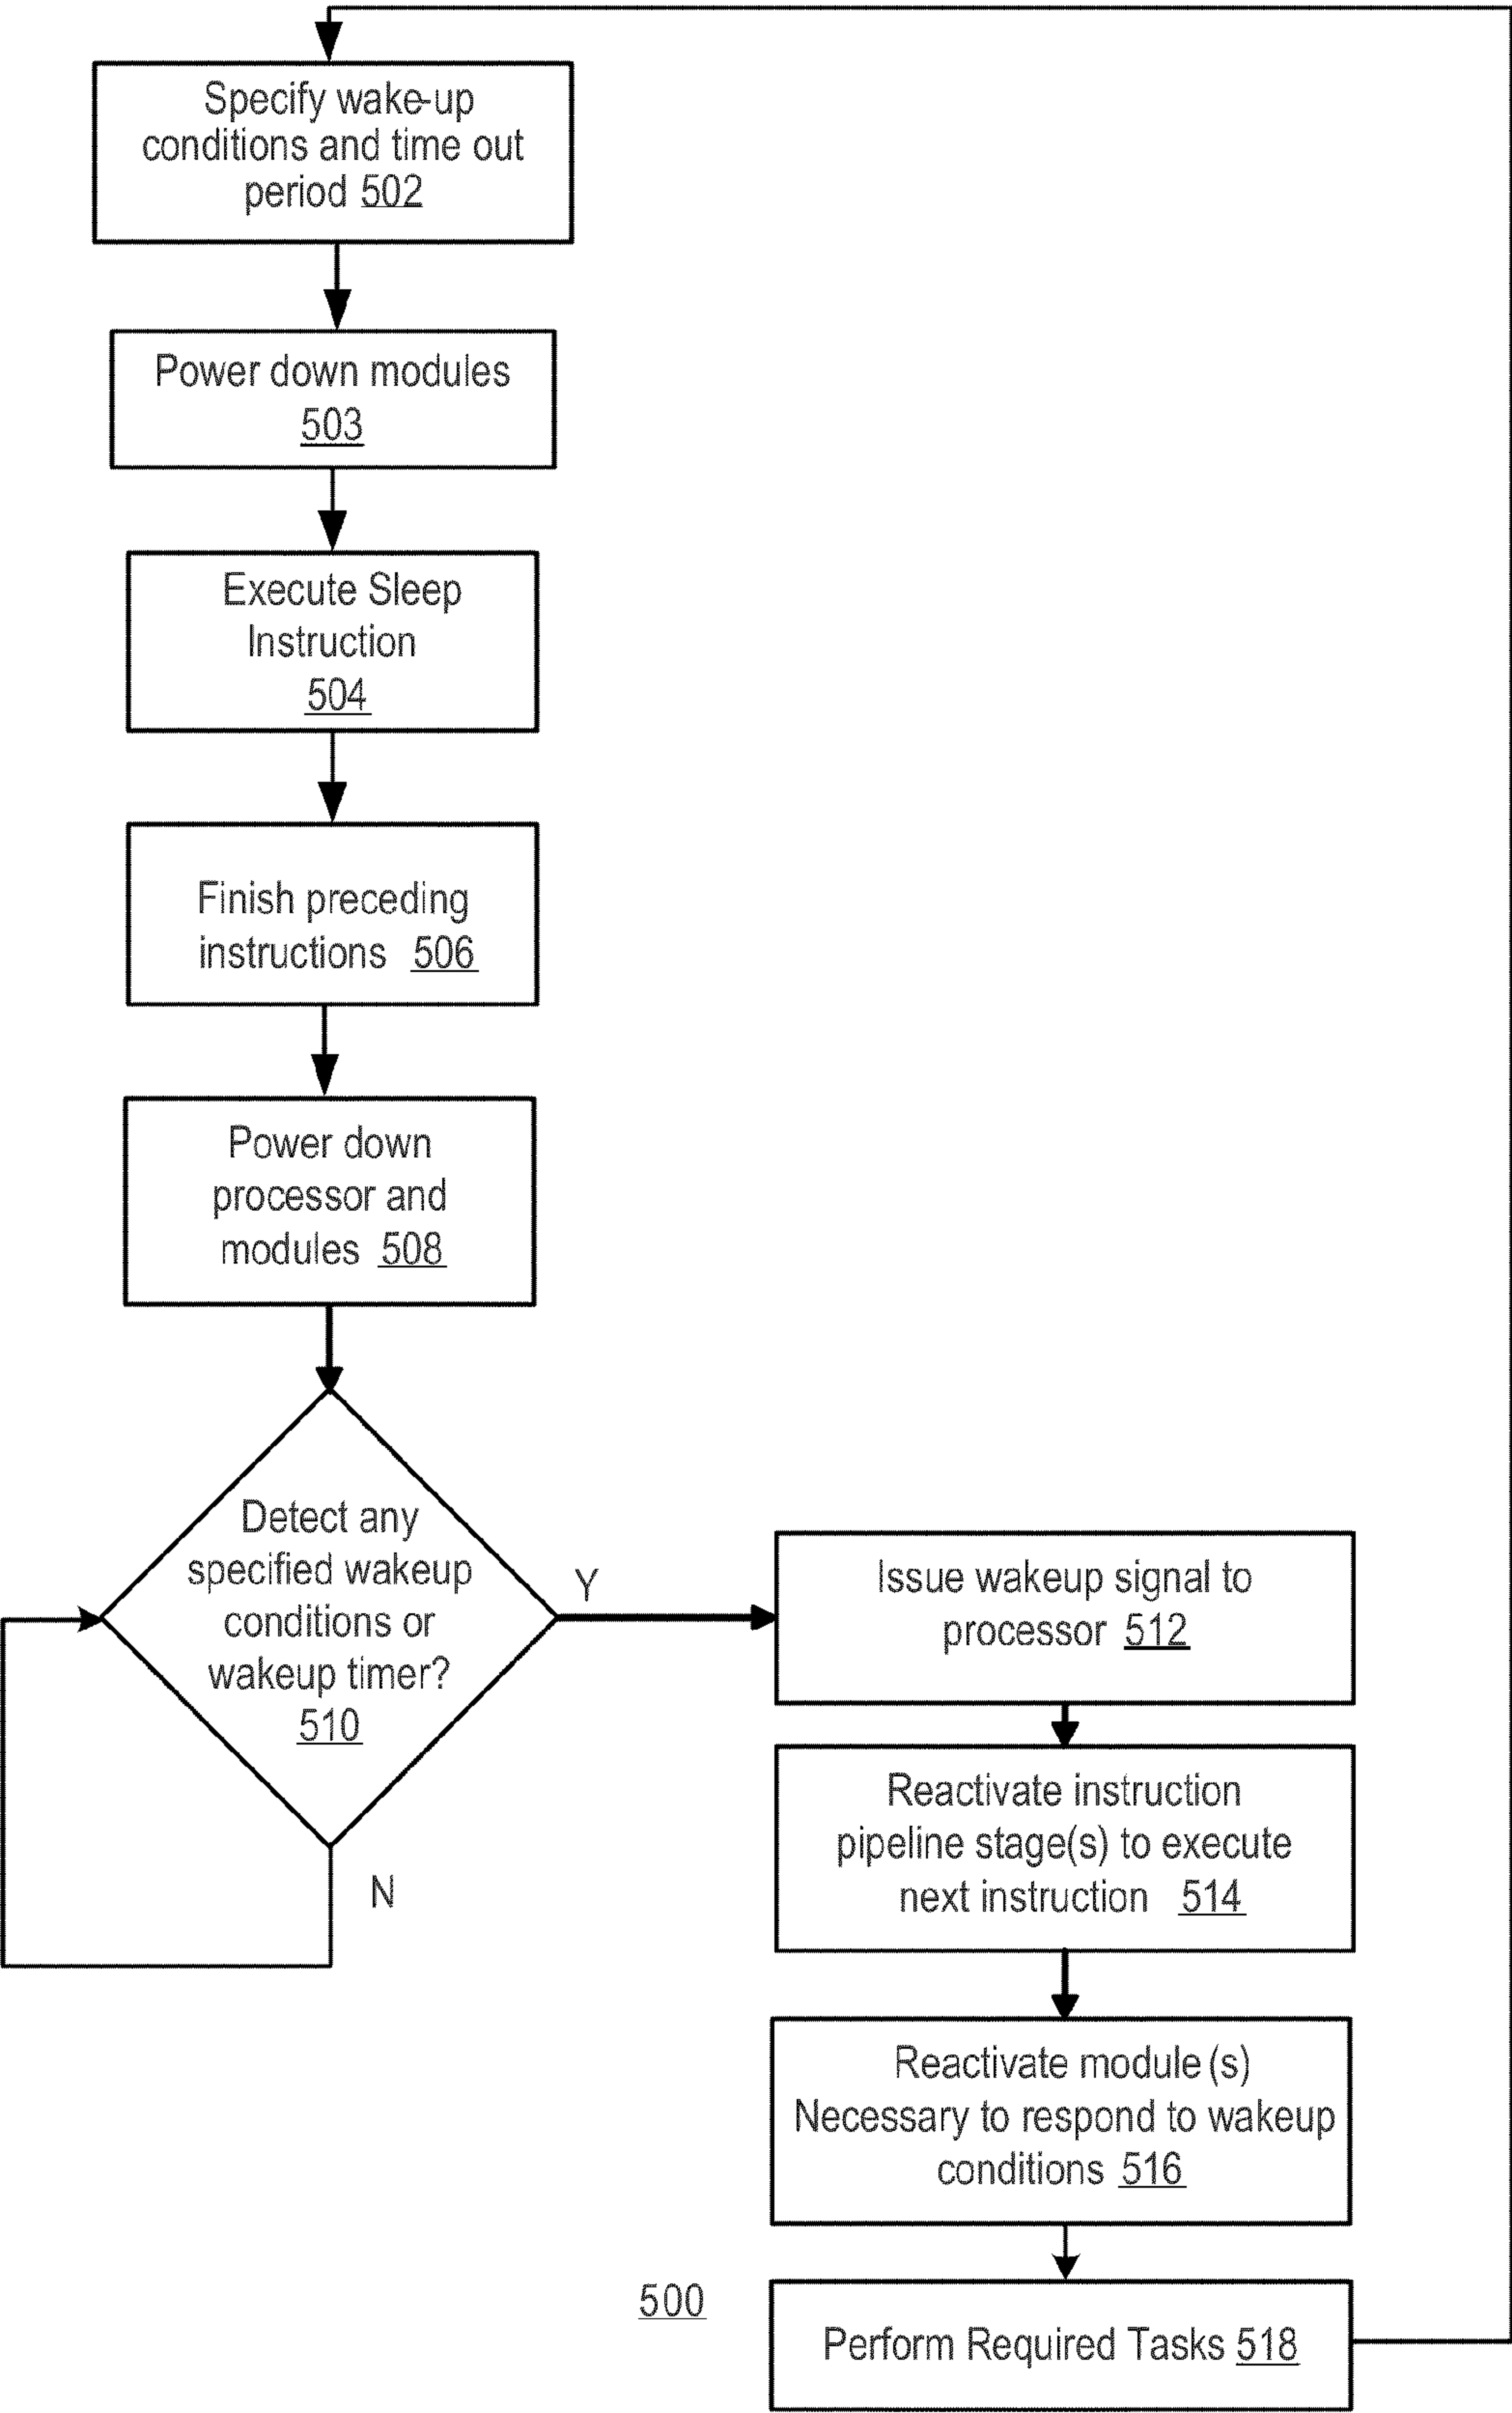 Specify wake-up
conditions and time out
period 502
Power down modules
503
Execute Sleep
Instruction
504
Finish preceding
instructions 506
Power down
processor and
modules 508
Detect any
specified wakeup
conditions or
wakeup timer?
510
Y
N
Issue wakeup signal to
processor 512
Reactivate instruction
pipeline stage(s) to execute
next instruction 514
Reactivate module (s)
Necessary to respond to wakeup
conditions 516
Perform Required Tasks 518
500